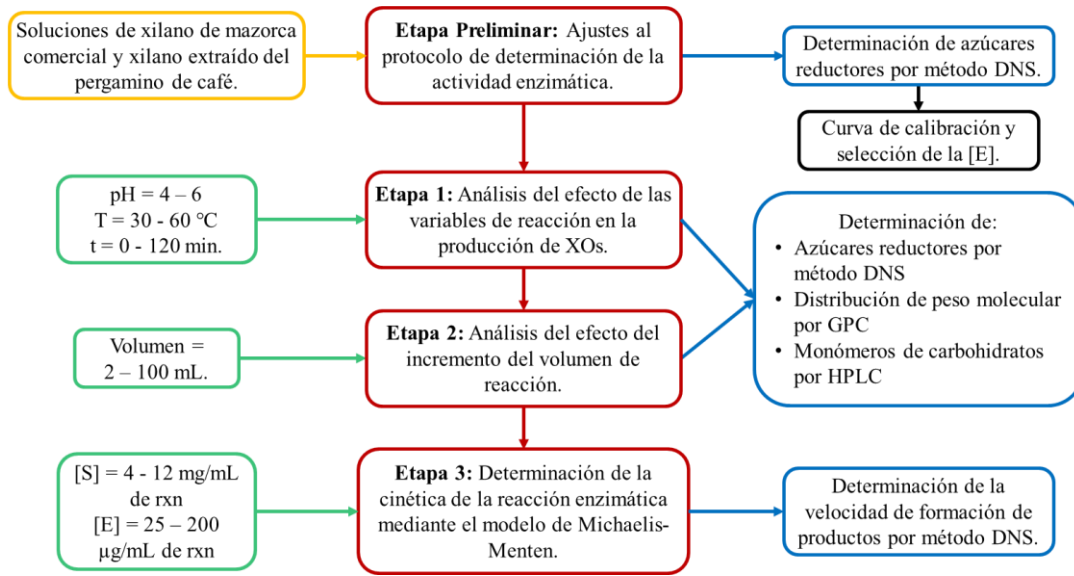 Soluciones de xilano de mazorca
comercial y xilano extraído del
pergamino de café.
Etapa Preliminar: Ajustes al
protocolo de determinación de la
actividad enzimática.
Determinación de azúcares
reductores por método DNS.
Curva de calibración y
selección de la [E].
pH = 4 – 6
T = 30 - 60 °C
t = 0 - 120 min.
Etapa 1: Análisis del efecto de las
variables de reacción en la
producción de XOs.
Determinación de:
• Azúcares reductores por
método DNS
• Distribución de peso molecular
por GPC
• Monómeros de carbohidratos
por HPLC
Volumen =
2 – 100 mL.
Etapa 2: Análisis del efecto del
incremento del volumen de
reacción.
[S] = 4 - 12 mg/mL
de rxn
[E] = 25 – 200
µg/mL de rxn
Etapa 3: Determinación de la
cinética de la reacción enzimática
mediante el modelo de Michaelis-
Menten.
Determinación de la
velocidad de formación de
productos por método DNS.